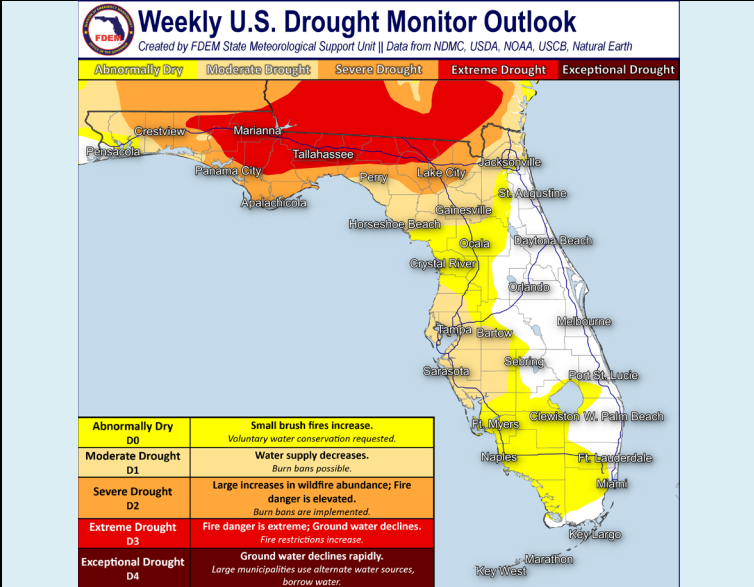 Weekly U.S. Drought Monitor Outlook
FDEM
Created by FDEM State Meteorological Support Unit || Data from NDMC, USDA, NOAA, USCB, Natural Earth
Abnormally Dry Moderate Drought Severe Drought Extreme Drought Exceptional Drought
Crestview
Marianna
Pensacola
Tallahassee
Jacksonville
Panama City
Lake City
Perry
St. Augustine
Apalachicola
Gainesville
Horseshoe Beach
Ocala
Daytona Beach
Crystal River
Orlando
Melbourne
Tampa
Bartow
Sebring
Sarasota
Port St. Lucie
Clewiston
W. Palm Beach
Ft. Myers
Naples
Ft. Lauderdale
Miami
Key Largo
Marathon
Key West
Abnormally Dry
D0
Small brush fires increase.
Voluntary water conservation requested.
Moderate Drought
D1
Water supply decreases.
Burn bans possible.
Severe Drought
D2
Large increases in wildfire abundance; Fire
danger is elevated.
Burn bans are implemented.
Extreme Drought
D3
Fire danger is extreme; Ground water declines.
Fire restrictions increase.
Exceptional Drought
D4
Ground water declines rapidly.
Large municipalities use alternate water sources,
borrow water.